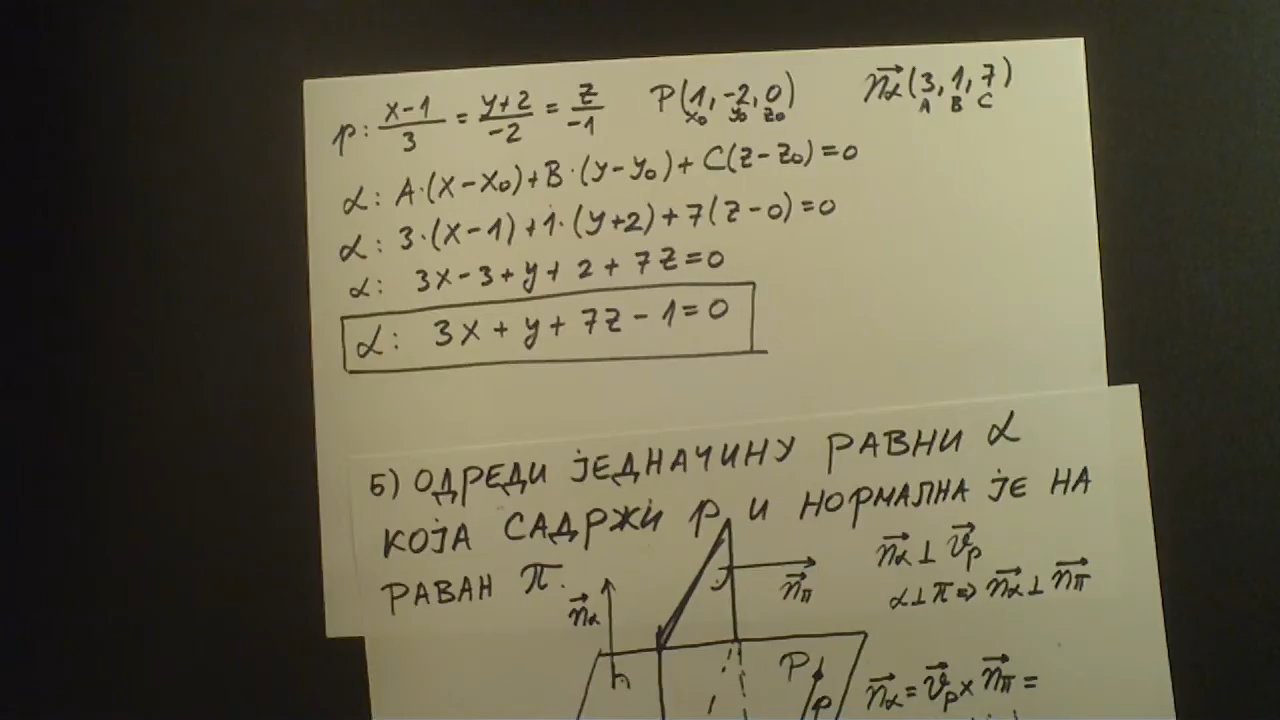 p: x-1/3 = y+2/-2 = z/-1 P(1,-2,0) n⃗α(3,1,7)
x₀ y₀ z₀ A B C
α: A·(x-x₀)+B·(y-y₀)+C(z-z₀)=0
α: 3·(x-1)+1·(y+2)+7(z-0)=0
α: 3x-3+y+2+7z=0
α: 3x+y+7z-1=0
Б) ОДРЕДИ ЈЕДНАЧИНУ РАВНИ α
КОЈА САДРЖИ p И НОРМАЛНА ЈЕ НА
РАВАН π.
n⃗α ⊥ v⃗p
α⊥π ⇒ n⃗α ⊥ n⃗π
n⃗α
n⃗π
P
p
n⃗α = v⃗p × n⃗π =